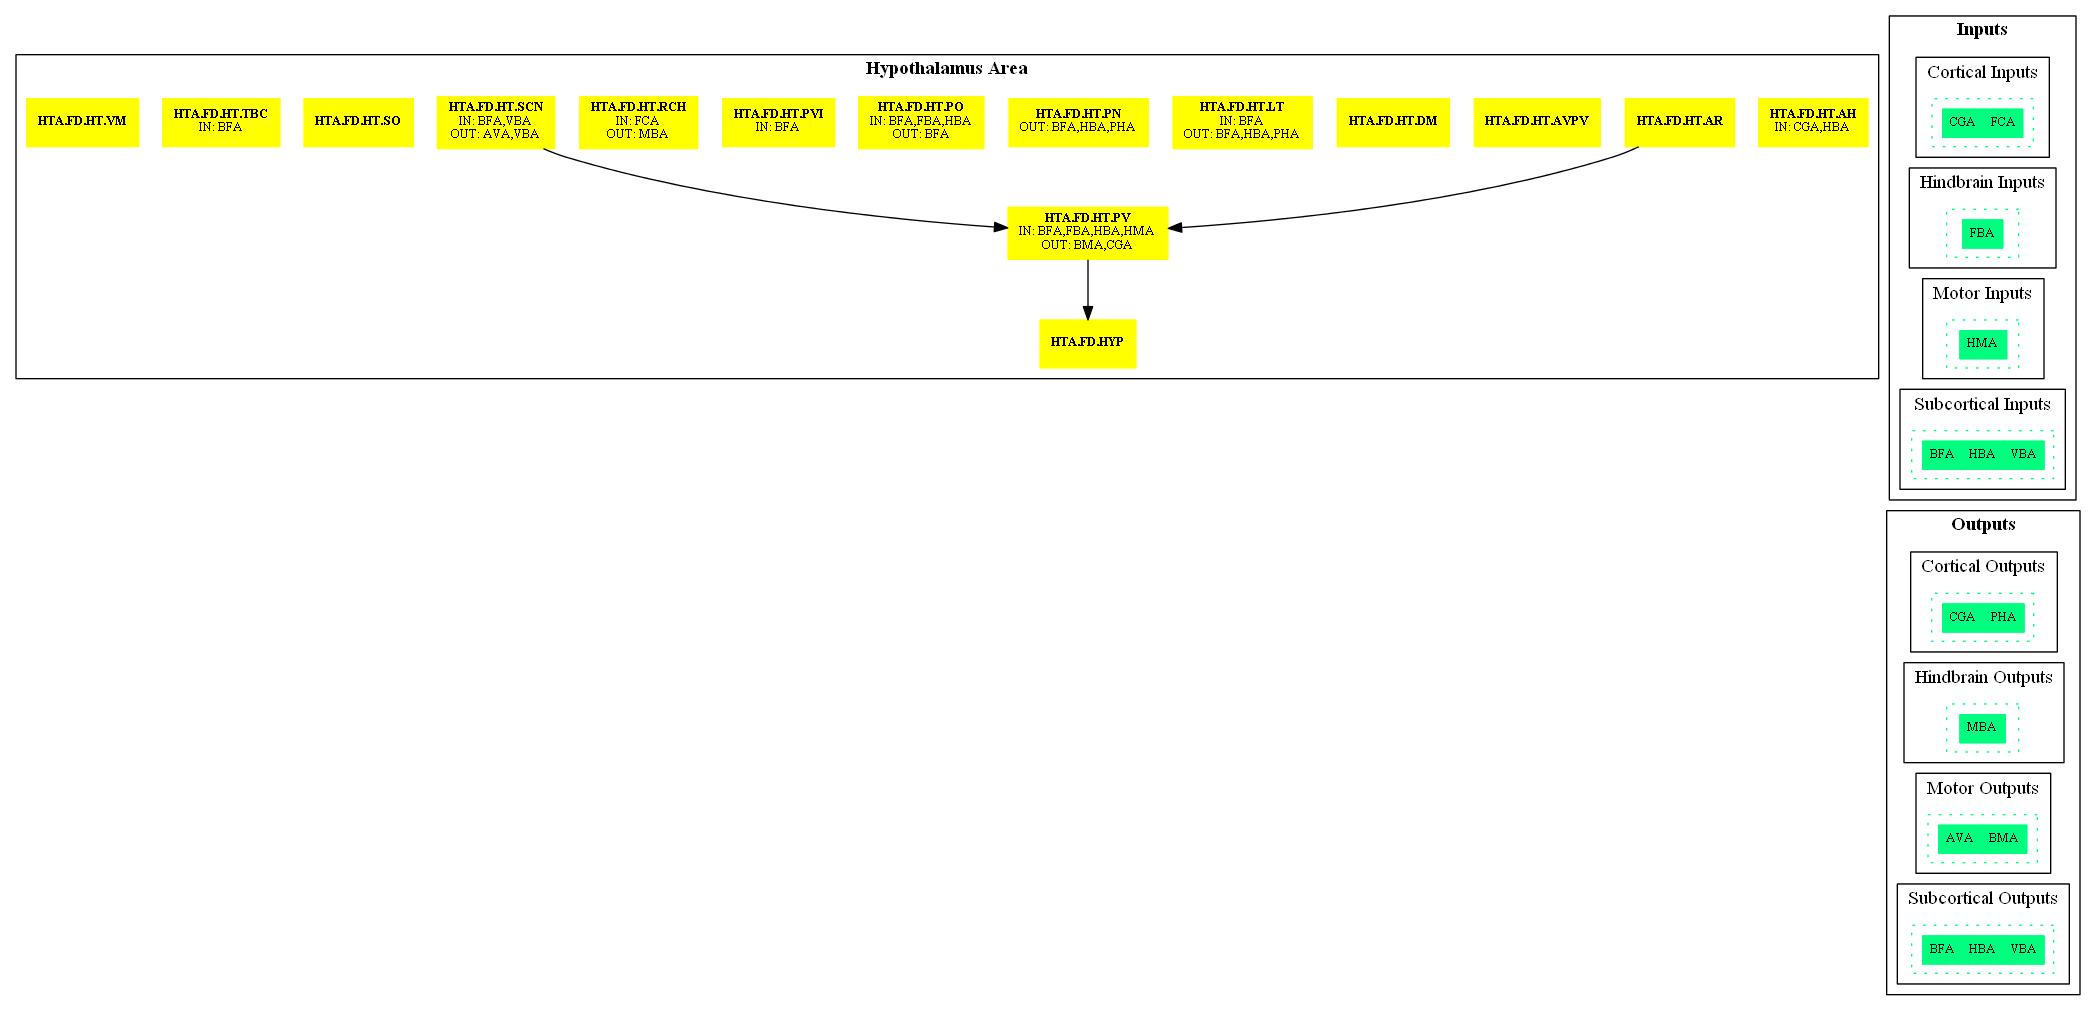 Hypothalamus Area
HTA.FD.HT.VM
HTA.FD.HT.TBC
IN: BFA
HTA.FD.HT.SO
HTA.FD.HT.SCN
IN: BFA,VBA
OUT: AVA,VBA
HTA.FD.HT.RCH
IN: FCA
OUT: MBA
HTA.FD.HT.PVI
IN: BFA
HTA.FD.HT.PO
IN: BFA,FBA,HBA
OUT: BFA
HTA.FD.HT.PN
OUT: BFA,HBA,PHA
HTA.FD.HT.LT
IN: BFA
OUT: BFA,HBA,PHA
HTA.FD.HT.DM
HTA.FD.HT.AVPV
HTA.FD.HT.AR
HTA.FD.HT.AH
IN: CGA,HBA
HTA.FD.HT.PV
IN: BFA,FBA,HBA,HMA
OUT: BMA,CGA
HTA.FD.HYP
Inputs
Cortical Inputs
CGA FCA
Hindbrain Inputs
FBA
Motor Inputs
HMA
Subcortical Inputs
BFA HBA VBA
Outputs
Cortical Outputs
CGA PHA
Hindbrain Outputs
MBA
Motor Outputs
AVA BMA
Subcortical Outputs
BFA HBA VBA